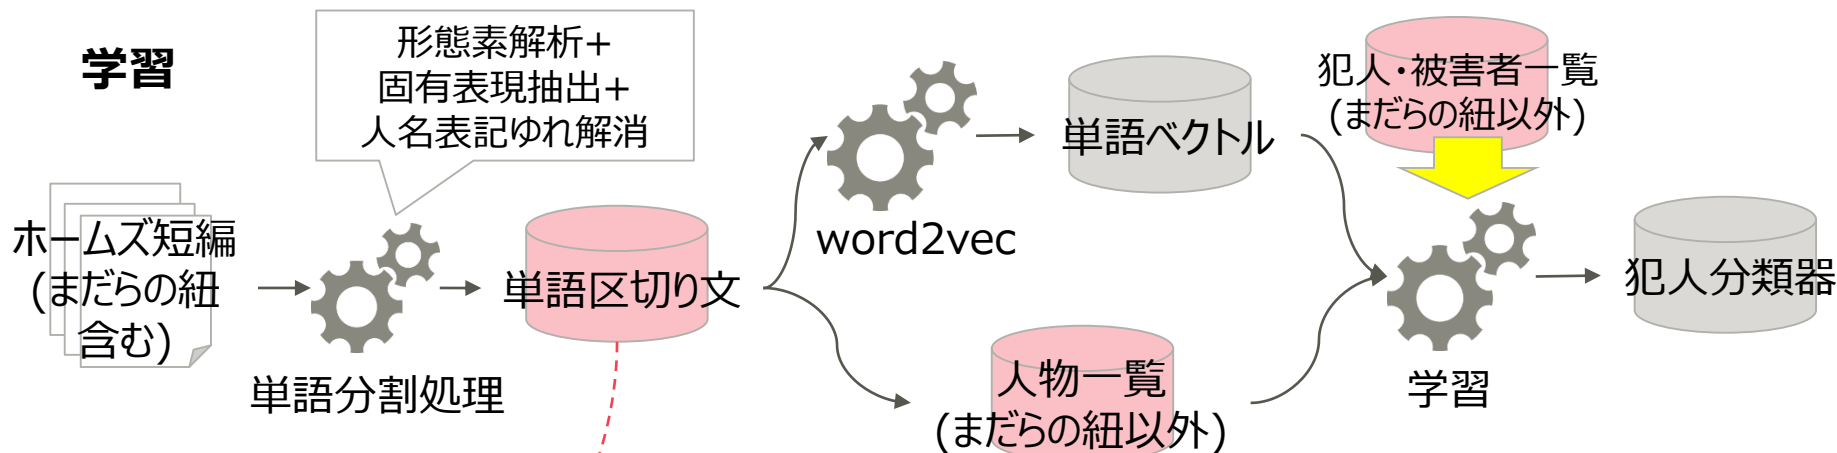 学習
形態素解析+
固有表現抽出+
人名表記ゆれ解消
ホームズ短編
(まだらの紐
含む)
単語分割処理
単語区切り文
word2vec
単語ベクトル
人物一覧
(まだらの紐以外)
犯人・被害者一覧
(まだらの紐以外)
学習
犯人分類器